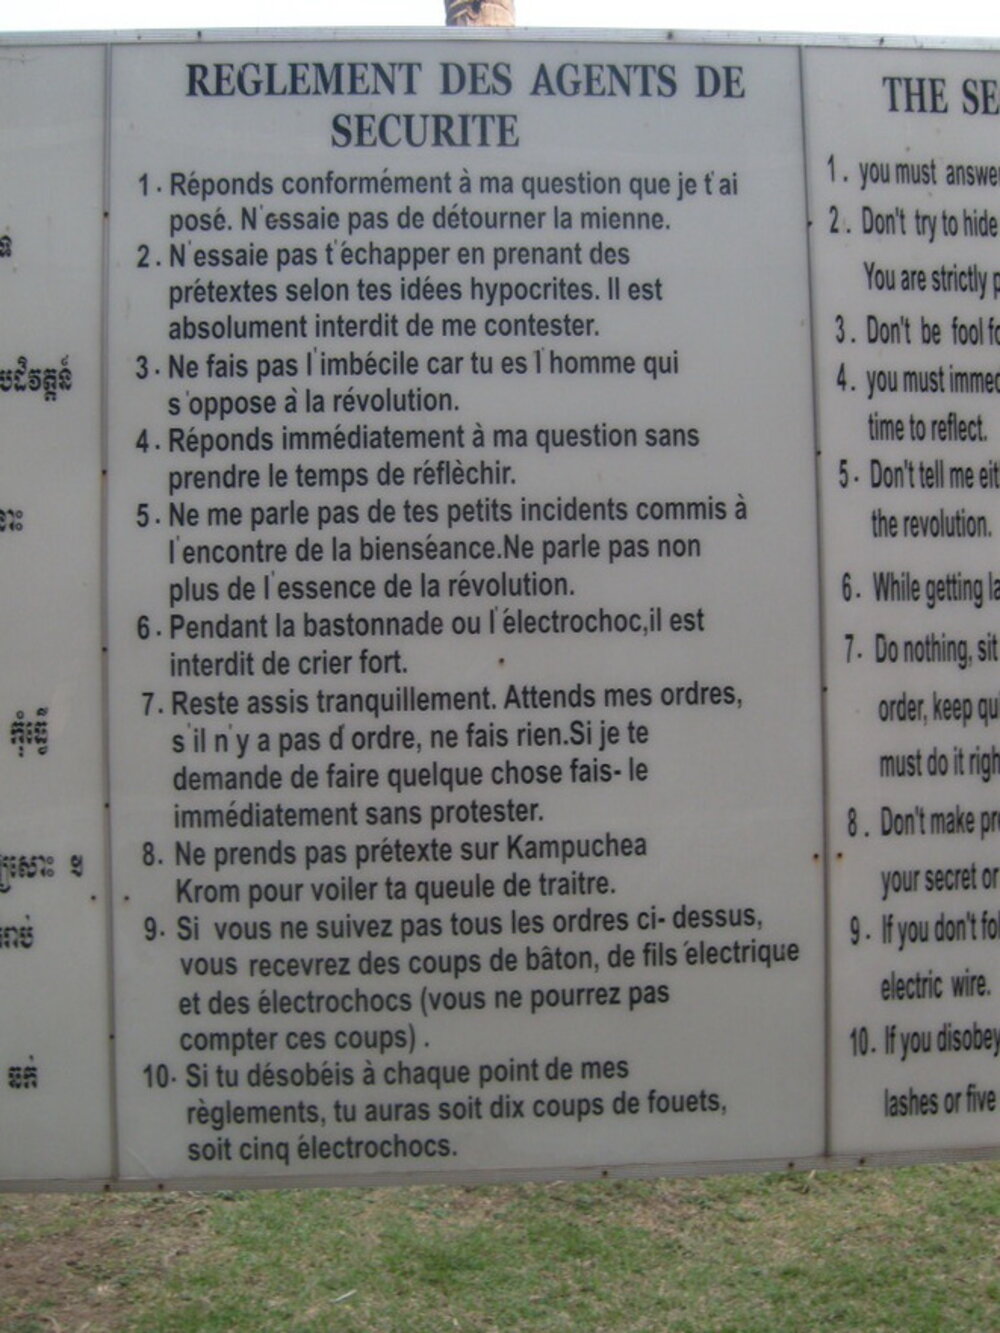 REGLEMENT DES AGENTS DE
SECURITE
1. Réponds conformément à ma question que je t'ai
posé. N'essaie pas de détourner la mienne.
2. N'essaie pas t'échapper en prenant des
prétextes selon tes idées hypocrites. Il est
absolument interdit de me contester.
3. Ne fais pas l'imbécile car tu es l'homme qui
s'oppose à la révolution.
4. Réponds immédiatement à ma question sans
prendre le temps de réflèchir.
5. Ne me parle pas de tes petits incidents commis à
l'encontre de la bienséance.Ne parle pas non
plus de l'essence de la révolution.
6. Pendant la bastonnade ou l'électrochoc,il est
interdit de crier fort.
7. Reste assis tranquillement. Attends mes ordres,
s'il n'y a pas d'ordre, ne fais rien.Si je te
demande de faire quelque chose fais- le
immédiatement sans protester.
8. Ne prends pas prétexte sur Kampuchea
Krom pour voiler ta gueule de traitre.
9. Si vous ne suivez pas tous les ordres ci- dessus,
vous recevrez des coups de bâton, de fils électrique
et des électrochocs (vous ne pourrez pas
compter ces coups) .
10. Si tu désobéis à chaque point de mes
règlements, tu auras soit dix coups de fouets,
soit cinq électrochocs.
THE
1. you must
2. Don't try to hide
You are strictly
3. Don't be fool
4. you must
time to reflect.
5. Don't tell me
the revolution.
6. While getting
7. Do nothing, sit
order, keep
must do it
8. Don't make
your secret or
9. If you don't
electric wire.
10. If you disobey
lashes or five